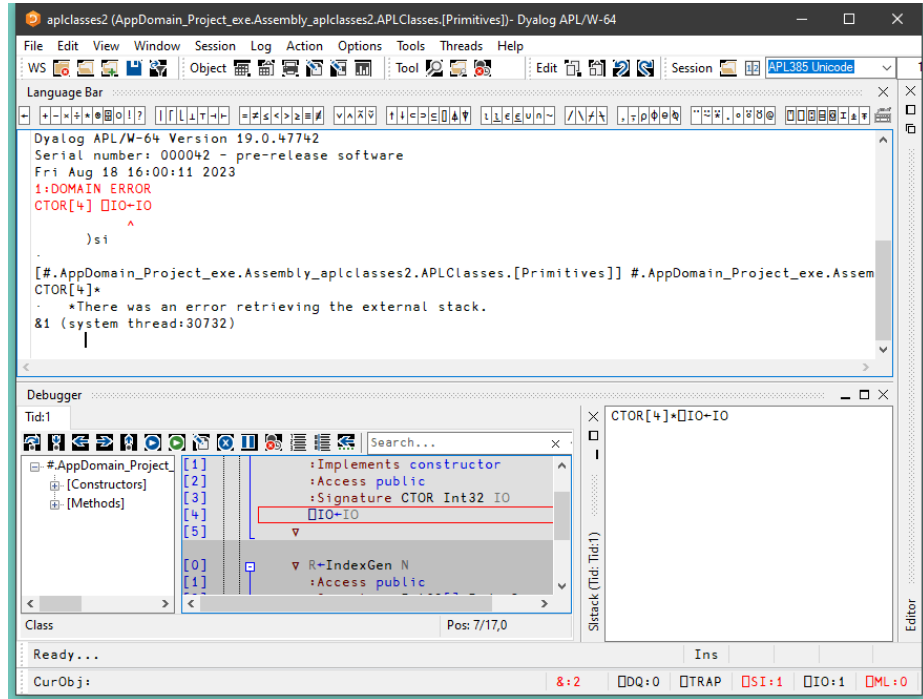 aplclasses2 (AppDomain_Project_exe.Assembly_aplclasses2.APLClasses.[Primitives])- Dyalog APL/W-64
File Edit View Window Session Log Action Options Tools Threads Help
WS Object Tool Edit Session APL385 Unicode 1
Language Bar
← + - × ÷ * ⍟ ⌹ ○ ! ? | ⌈ ⌊ ⊥ ⊤ ⊣ ⊢ = ≠ ≤ < > ≥ ≡ ≢ ∨ ∧ ⍲ ⍱ ↑ ↓ ⊂ ⊃ ⊆ ⌷ ⍋ ⍒ ⍳ ⍸ ∊ ⍷ ∪ ∩ ~ / \ ⌿ ⍀ , ⍪ ⍴ ⌽ ⊖ ⍉ ¨ ⍨ ⍣ . ∘ ⍤ ⍥ @
Dyalog APL/W-64 Version 19.0.47742
Serial number: 000042 - pre-release software
Fri Aug 18 16:00:11 2023
1:DOMAIN ERROR
CTOR[4] ⎕IO←IO
^
)si
·
[#.AppDomain_Project_exe.Assembly_aplclasses2.APLClasses.[Primitives]] #.AppDomain_Project_exe.Assem
CTOR[4]*
· *There was an error retrieving the external stack.
&1 (system thread:30732)
Debugger
Tid:1
Search...
#.AppDomain_Project_
[Constructors]
[Methods]
[1] :Implements constructor
[2] :Access public
[3] :Signature CTOR Int32 IO
[4] ⎕IO←IO
[5] ∇
[0] ∇ R←IndexGen N
[1] :Access public
Class Pos: 7/17,0
CTOR[4]*⎕IO←IO
SIstack (Tid: Tid:1)
Editor
Ready... Ins
CurObj: &:2 ⎕DQ:0 ⎕TRAP ⎕SI:1 ⎕IO:1 ⎕ML:0